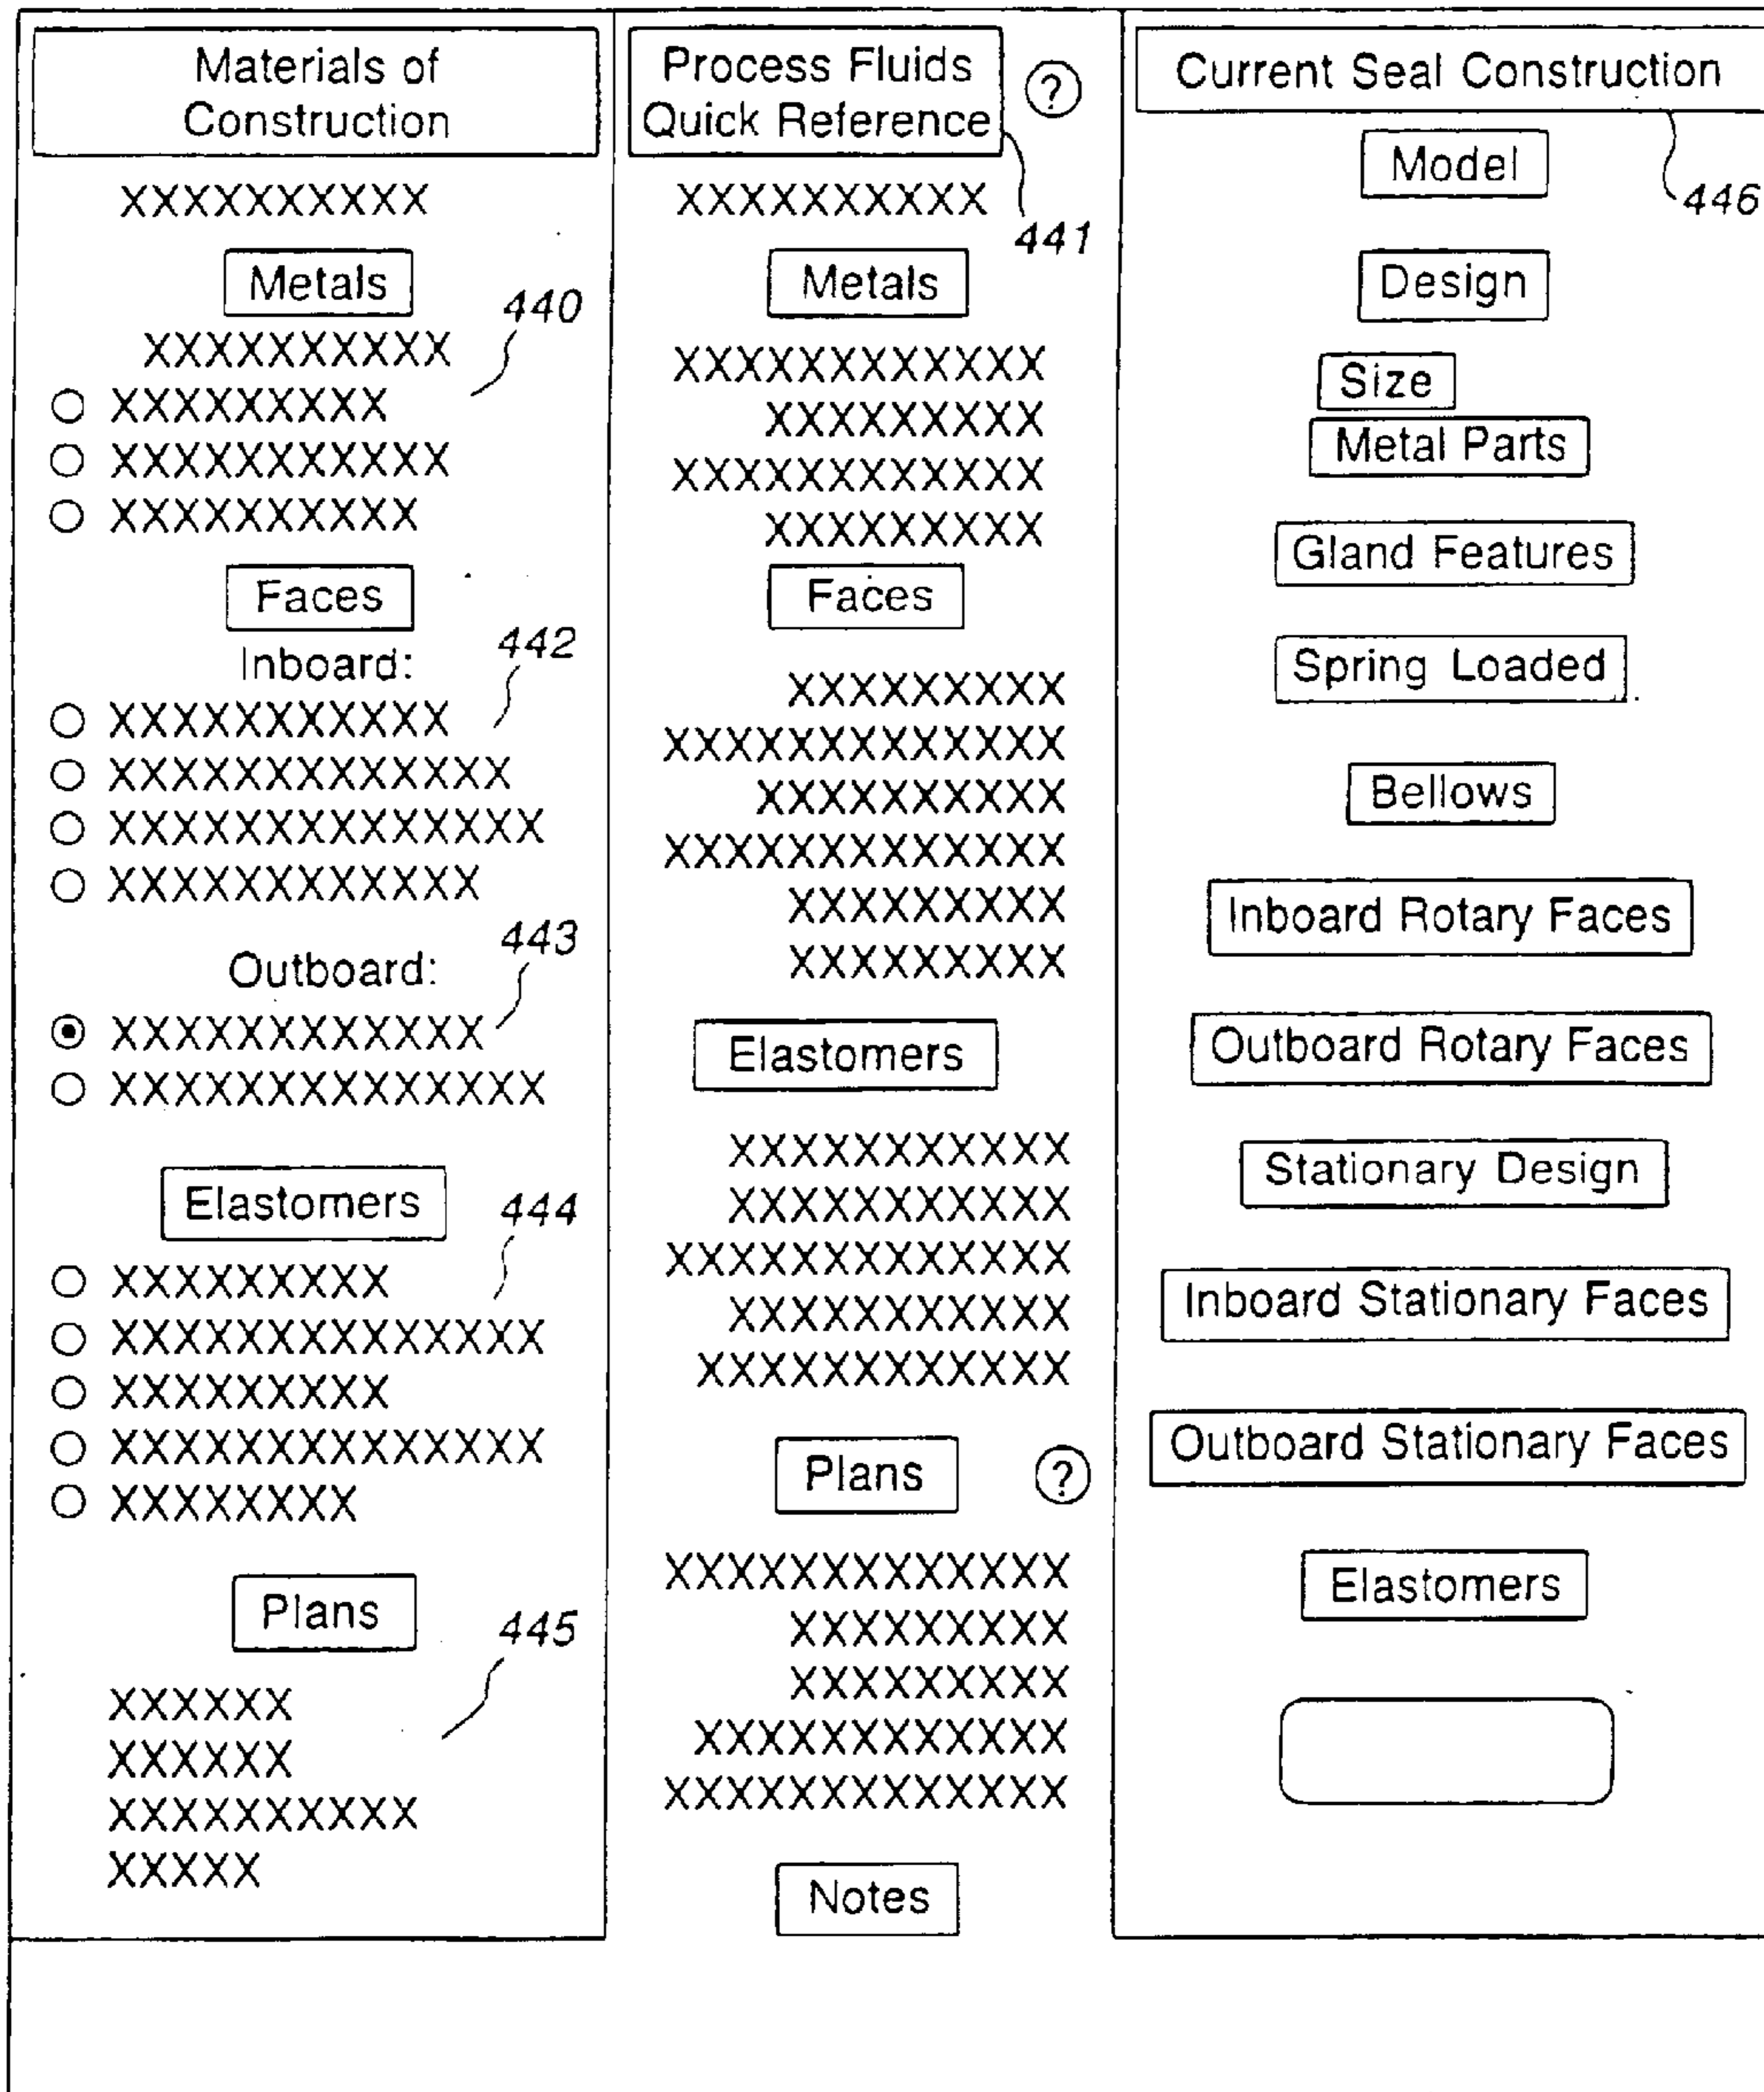 Materials of
Construction
XXXXXXXXXX
Metals
440
XXXXXXXXXX
XXXXXXXXX
XXXXXXXXXXX
XXXXXXXXXX
Faces
Inboard:
442
XXXXXXXXXXX
XXXXXXXXXXXXX
XXXXXXXXXXXXXX
XXXXXXXXXXXX
Outboard:
443
XXXXXXXXXXXX
XXXXXXXXXXXXXX
Elastomers
444
XXXXXXXXX
XXXXXXXXXXXXXX
XXXXXXXXX
XXXXXXXXXXXXXX
XXXXXXXX
Plans
445
XXXXXX
XXXXXX
XXXXXXXXXX
XXXXX
Process Fluids
Quick Reference
?
441
XXXXXXXXXX
Metals
XXXXXXXXXXXX
XXXXXXXXX
XXXXXXXXXXXX
XXXXXXXXX
Faces
XXXXXXXXX
XXXXXXXXXXXXX
XXXXXXXXXX
XXXXXXXXXXXXX
XXXXXXXXX
XXXXXXXXX
Elastomers
XXXXXXXXXXX
XXXXXXXXXXX
XXXXXXXXXXXXX
XXXXXXXXXXX
XXXXXXXXXXXX
Plans ?
XXXXXXXXXXXXX
XXXXXXXXX
XXXXXXXXX
XXXXXXXXXXXX
XXXXXXXXXXXXX
Notes
Current Seal Construction
446
Model
Design
Size
Metal Parts
Gland Features
Spring Loaded
Bellows
Inboard Rotary Faces
Outboard Rotary Faces
Stationary Design
Inboard Stationary Faces
Outboard Stationary Faces
Elastomers